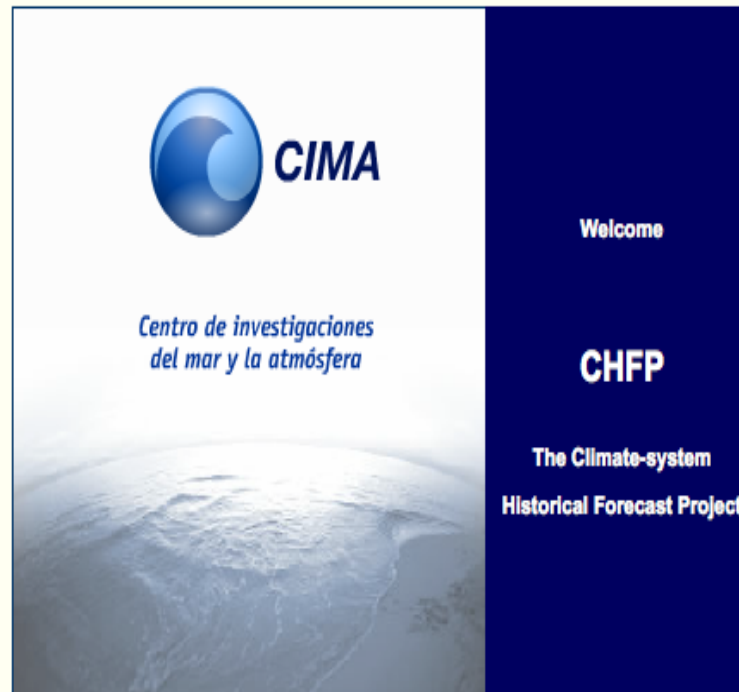 CIMA
Centro de investigaciones
del mar y la atmósfera
Welcome
CHFP
The Climate-system
Historical Forecast Project